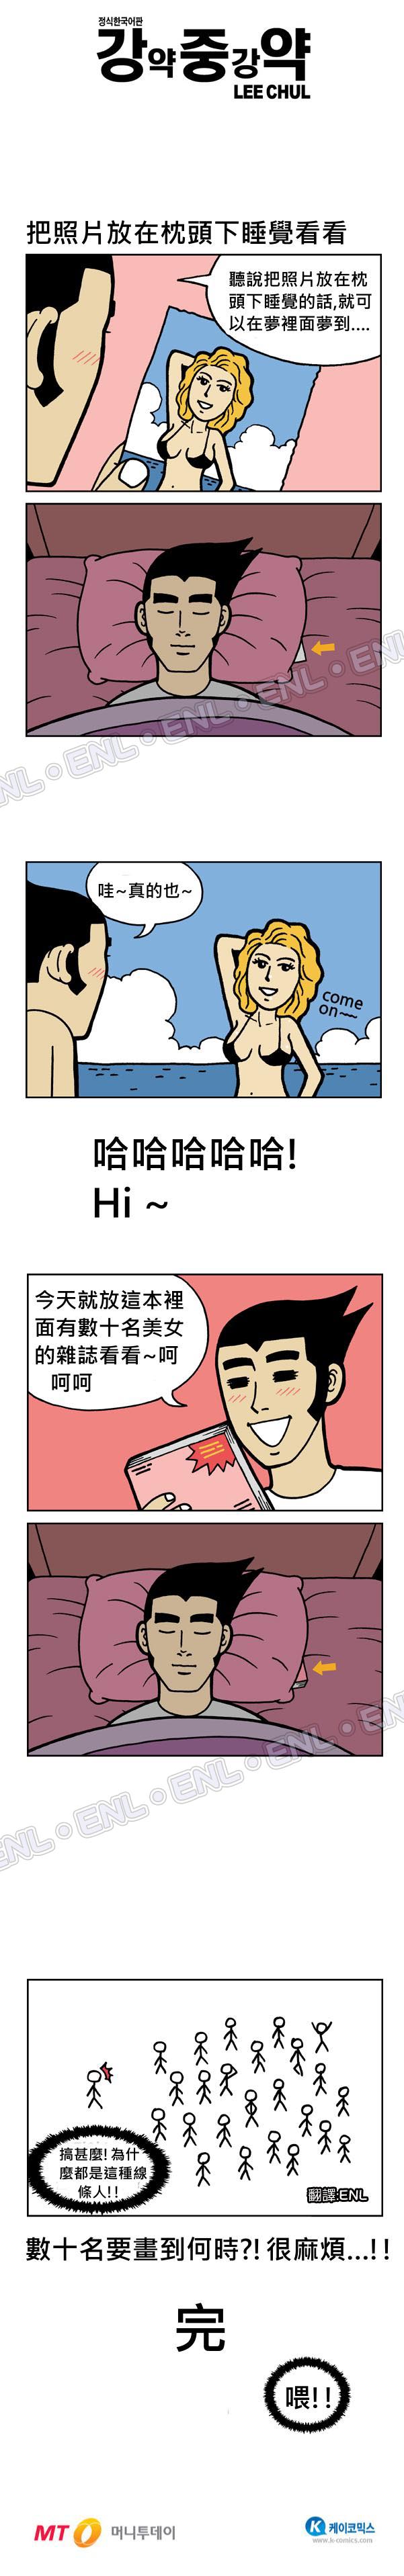 정식한국어판
강약중강약
LEE CHUL
把照片放在枕頭下睡覺看看
聽說把照片放在枕
頭下睡覺的話,就可
以在夢裡面夢到....
ENL • ENL • ENL • ENL • ENL • ENL
哇~真的也~
come
on~~
哈哈哈哈哈!
Hi ~
今天就放這本裡
面有數十名美女
的雜誌看看~呵
呵呵
ENL • ENL • ENL • ENL • ENL • ENL
搞甚麼! 為什
麼都是這種線
條人!!
翻譯:ENL
數十名要畫到何時?! 很麻煩...!!
完
喂!!
MT 머니투데이
K 케이코믹스
www.k-comics.com